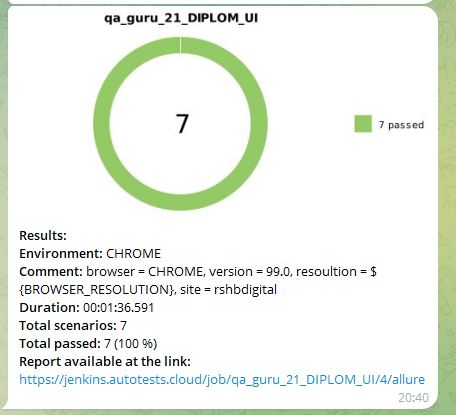 qa_guru_21_DIPLOM_UI
7
7 passed
Results:
Environment: CHROME
Comment: browser = CHROME, version = 99.0, resoultion = $
{BROWSER_RESOLUTION}, site = rshbdigital
Duration: 00:01:36.591
Total scenarios: 7
Total passed: 7 (100 %)
Report available at the link:
https://jenkins.autotests.cloud/job/qa_guru_21_DIPLOM_UI/4/allure
20:40